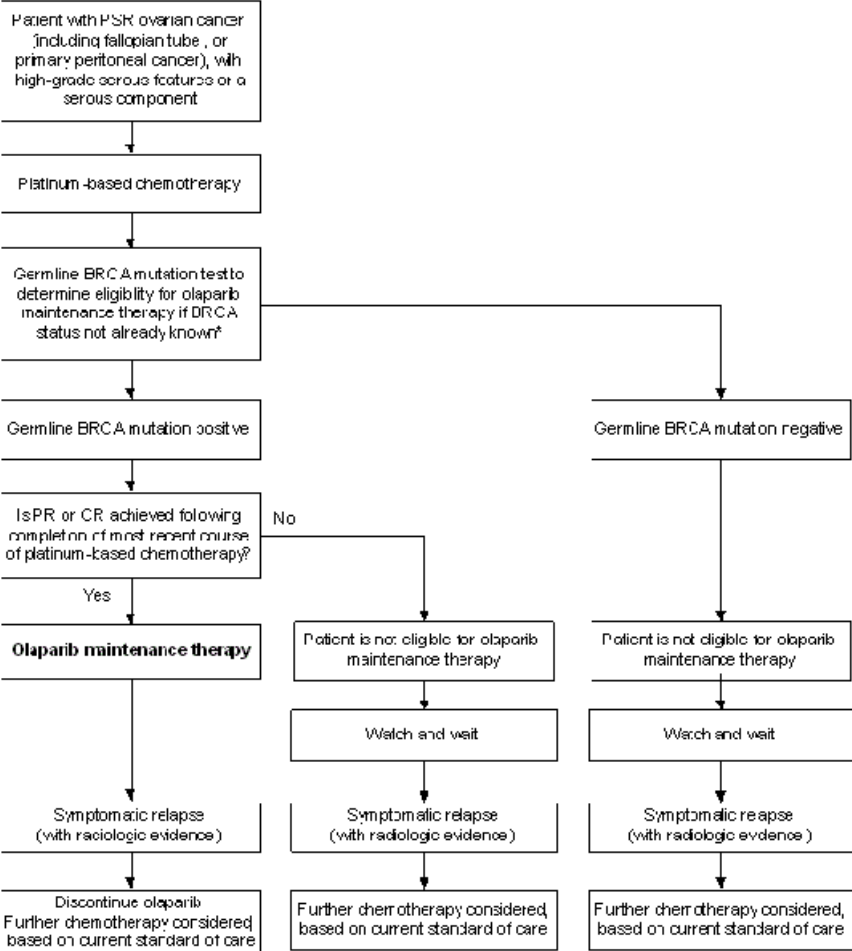 Patient with PSR ovarian cancer
(including fallopian tube, or
primary peritoneal cancer), with
high-grade serous features or a
serous component
Platinum-based chemotherapy
Germline BRCA mutation test to
determine eligiblity for olaparib
maintenance therapy if BRCA
status not already known*
Germline BRCA mutation positive
Germline BRCA mutation negative
Is PR or CR achieved following
completion of most recent course
of platinum-based chemotherapy?
No
Yes
Olaparib maintenance therapy
Patient is not eligible for olaparib
maintenance therapy
Patient is not eligible for olaparib
maintenance therapy
Watch and wait
Watch and wait
Symptomatic relapse
(with radiologic evidence)
Symptomatic relapse
(with radiologic evidence)
Symptomatic relapse
(with radiologic evidence)
Discontinue olaparib
Further chemotherapy considered,
based on current standard of care
Further chemotherapy considered,
based on current standard of care
Further chemotherapy considered,
based on current standard of care